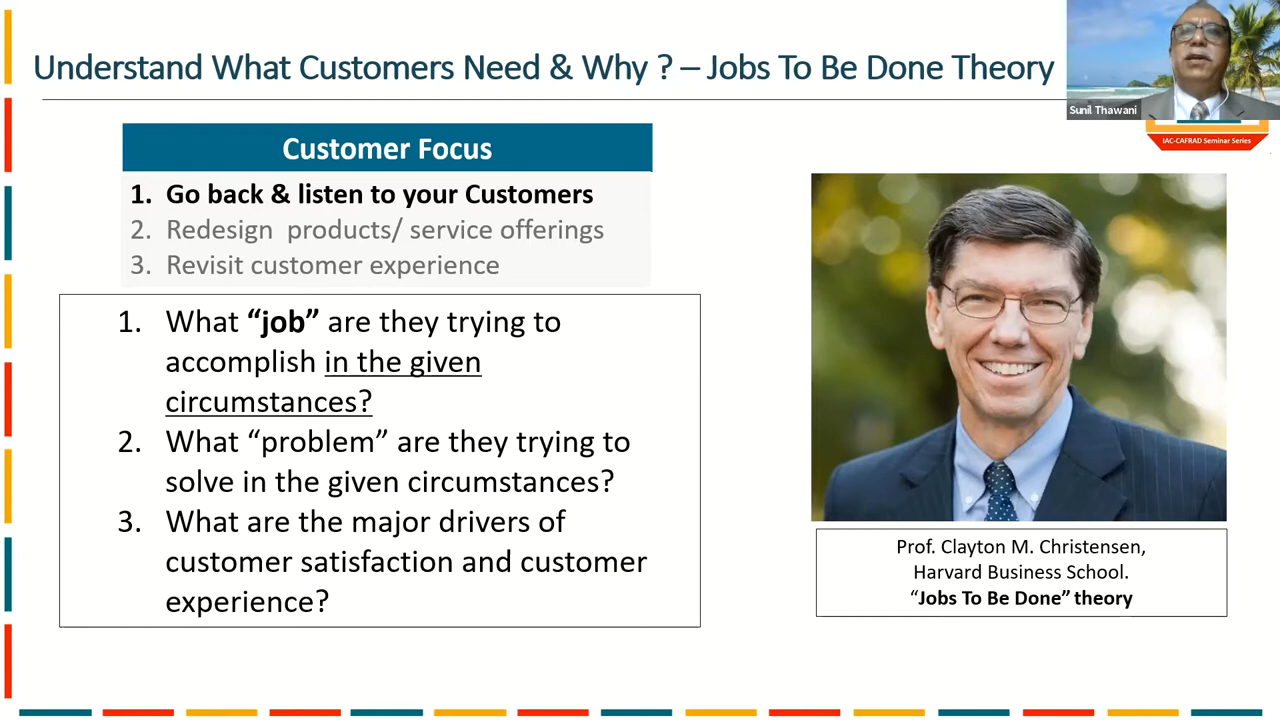 Understand What Customers Need & Why ? – Jobs To Be Done Theory
Sunil Thawani
IAC-CAFRAD Seminar Series
Customer Focus
1. Go back & listen to your Customers
2. Redesign products/ service offerings
3. Revisit customer experience
1. What “job” are they trying to
accomplish in the given
circumstances?
2. What “problem” are they trying to
solve in the given circumstances?
3. What are the major drivers of
customer satisfaction and customer
experience?
Prof. Clayton M. Christensen,
Harvard Business School.
“Jobs To Be Done” theory